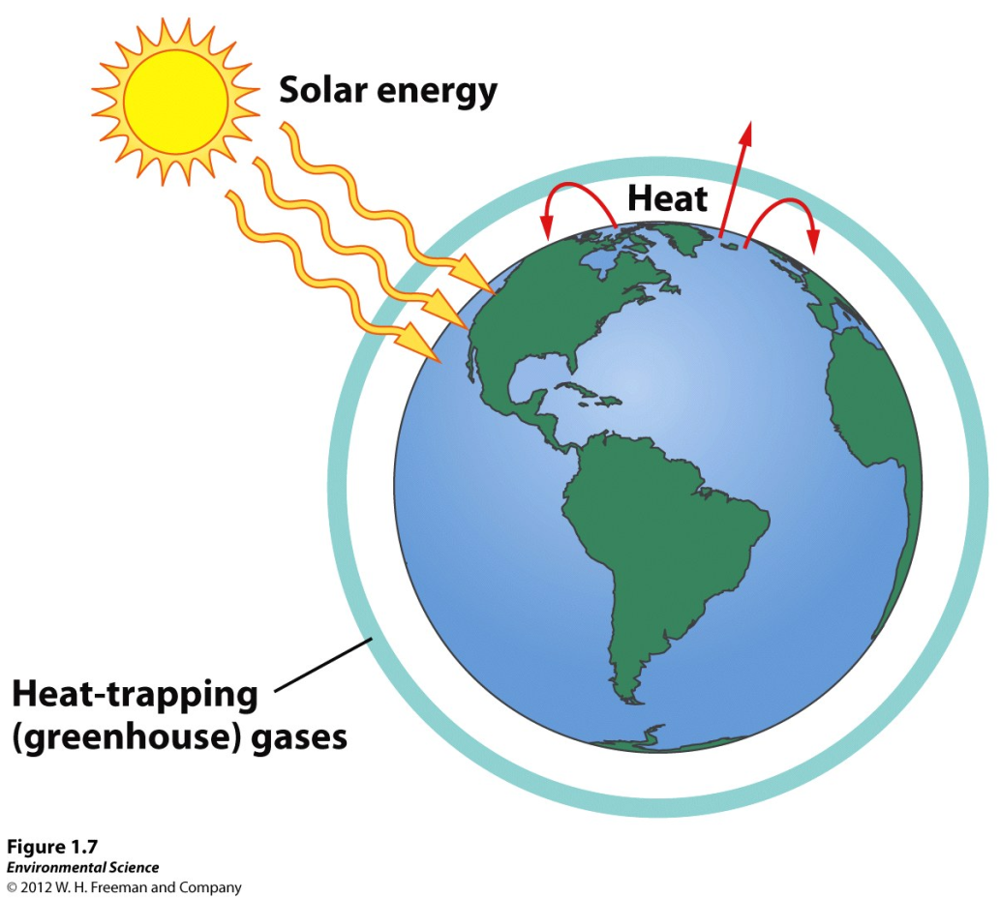 Solar energy
Heat
Heat-trapping
(greenhouse) gases
Figure 1.7
Environmental Science
© 2012 W. H. Freeman and Company